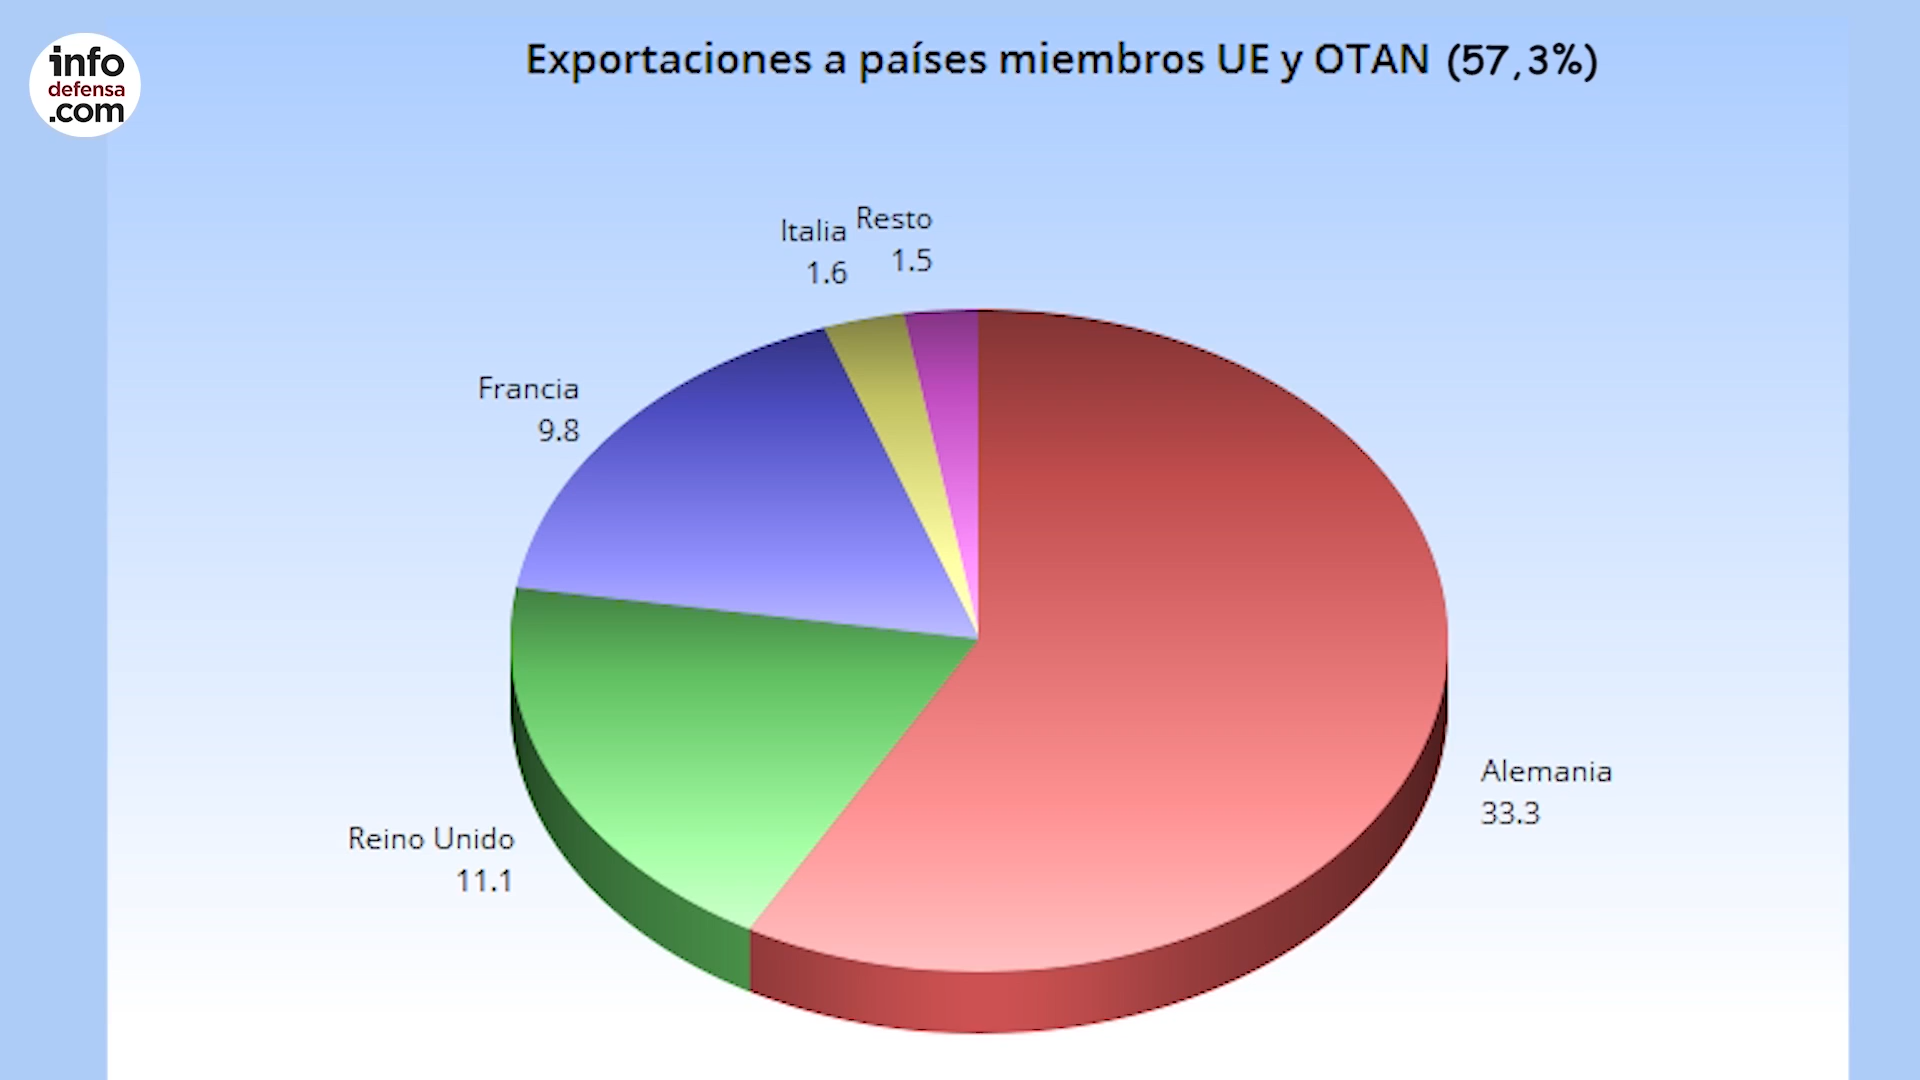 info
defensa
.com
Exportaciones a países miembros UE y OTAN (57,3%)
Italia
1.6
Resto
1.5
Francia
9.8
Alemania
33.3
Reino Unido
11.1